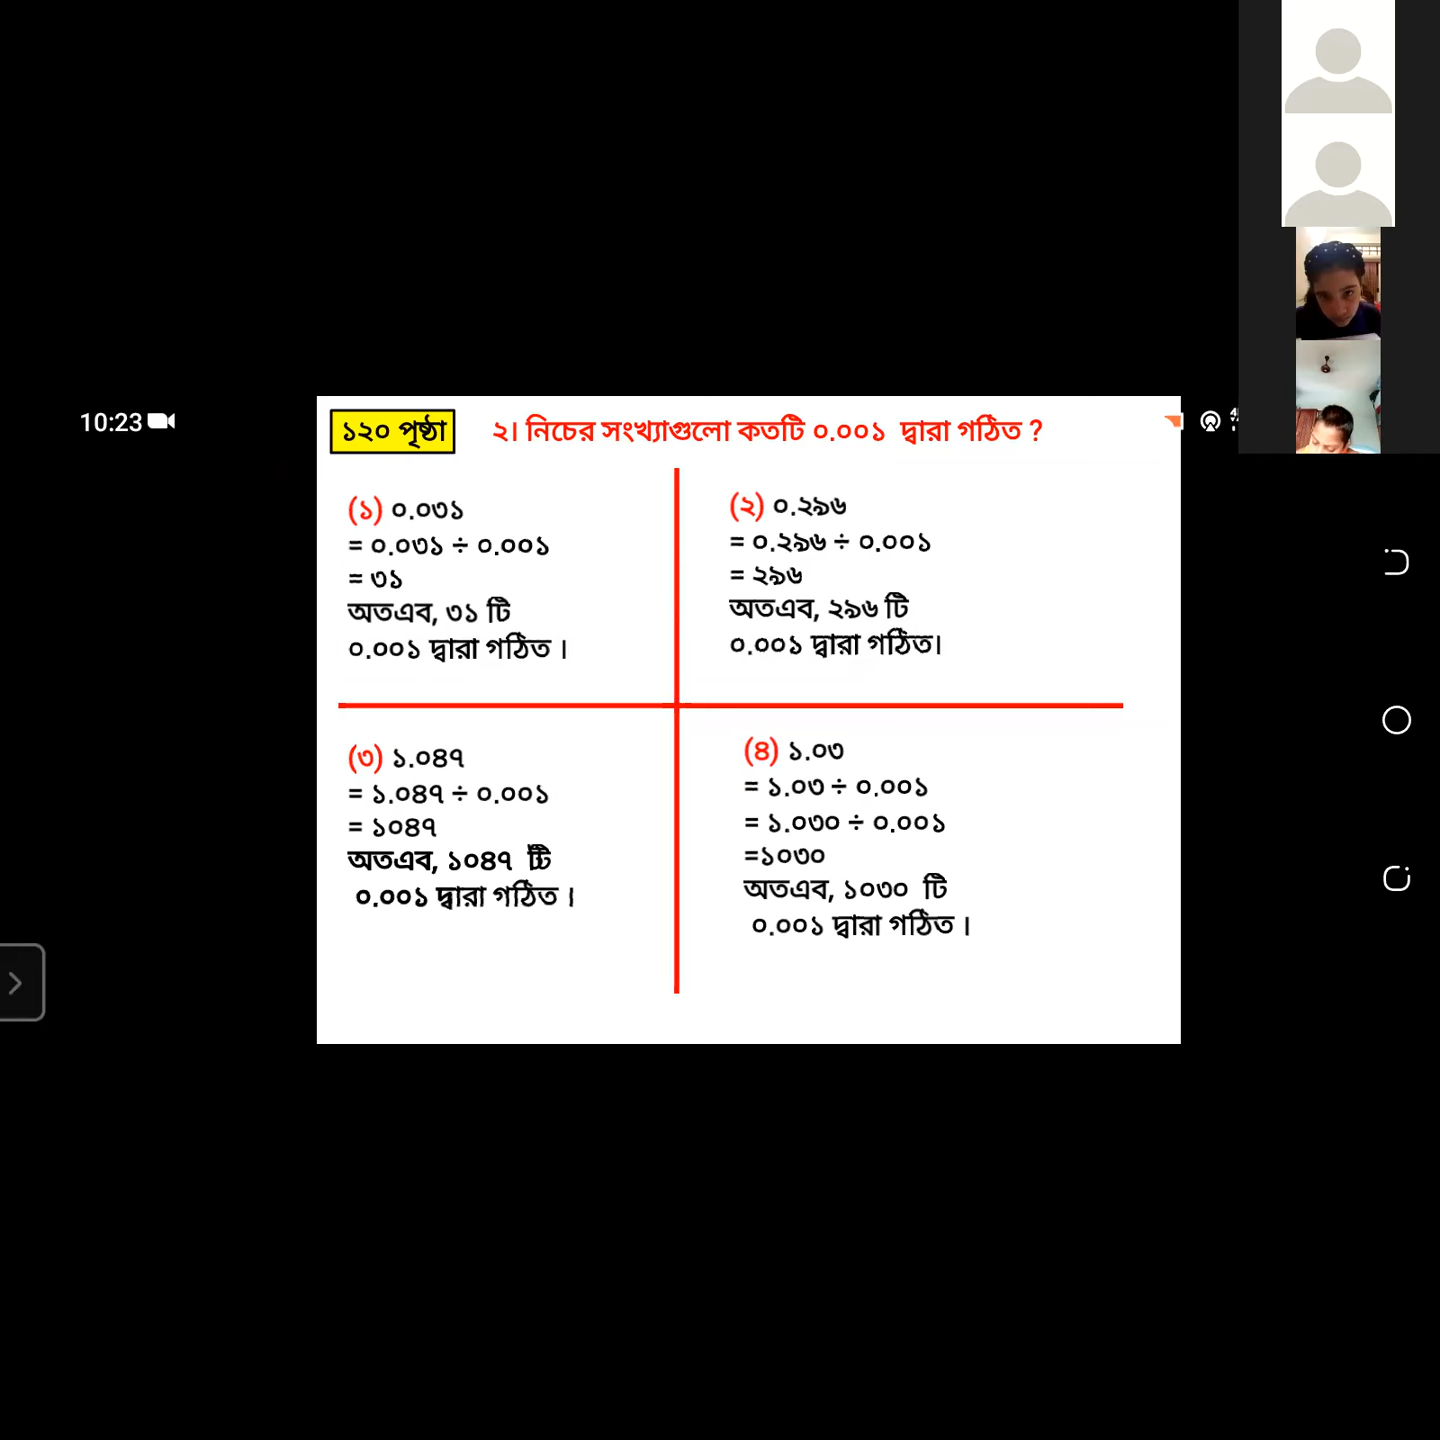 10:23
১২০ পৃষ্ঠা
২। নিচের সংখ্যাগুলো কতটি ০.০০১ দ্বারা গঠিত ?
(১) ০.০৩১
= ০.০৩১ ÷ ০.০০১
= ৩১
অতএব, ৩১ টি
০.০০১ দ্বারা গঠিত ।
(২) ০.২৯৬
= ০.২৯৬ ÷ ০.০০১
= ২৯৬
অতএব, ২৯৬ টি
০.০০১ দ্বারা গঠিত।
(৩) ১.০৪৭
= ১.০৪৭ ÷ ০.০০১
= ১০৪৭
অতএব, ১০৪৭ টি
০.০০১ দ্বারা গঠিত ।
(৪) ১.০৩
= ১.০৩ ÷ ০.০০১
= ১.০৩০ ÷ ০.০০১
=১০৩০
অতএব, ১০৩০ টি
০.০০১ দ্বারা গঠিত ।